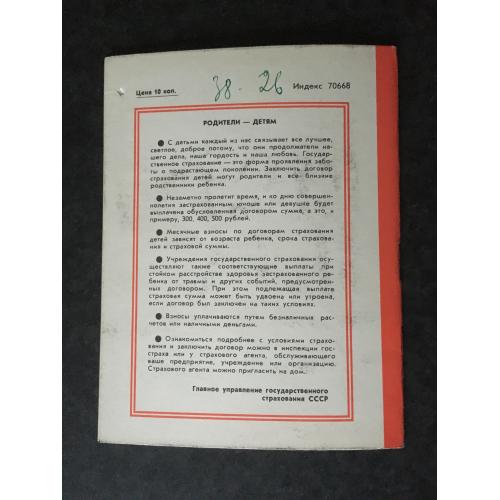 Цена 10 коп.
38-26
Индекс 70668
РОДИТЕЛИ — ДЕТЯМ
● С детьми каждый из нас связывает все лучшее,
светлое, доброе потому, что они продолжатели на-
шего дела, наша гордость и наша любовь. Государст-
венное страхование — это форма проявления забо-
ты о подрастающем поколении. Заключить договор
страхования детей могут родители и все близкие
родственники ребенка.
● Незаметно пролетит время, и ко дню совершен-
нолетия застрахованным юноше или девушке будет
выплачена обусловленная договором сумма, а это, к
примеру, 300, 400, 500 рублей.
● Месячные взносы по договорам страхования
детей зависят от возраста ребенка, срока страхова-
ния и страховой суммы.
● Учреждения государственного страхования осу-
ществляют также соответствующие выплаты при
стойком расстройстве здоровья застрахованного ре-
бенка от травмы и других событий, предусмотрен-
ных договором. При этом подлежащая выплате
страховая сумма может быть удвоена или утроена,
если договор был заключен на таких условиях.
● Взносы уплачиваются путем безналичных рас-
четов или наличными деньгами.
● Ознакомиться подробнее с условиями страхо-
вания и заключить договор можно в инспекции гос-
страха или у страхового агента, обслуживающего
ваше предприятие, учреждение или организацию.
Страхового агента можно пригласить на дом.
Главное управление государственного
страхования СССР